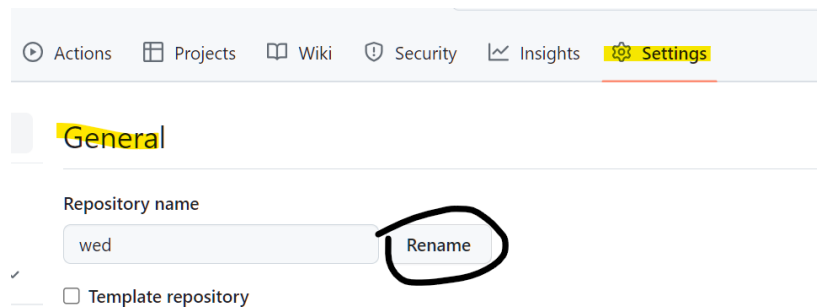 Actions Projects Wiki Security Insights Settings
General
Repository name
wed Rename
Template repository